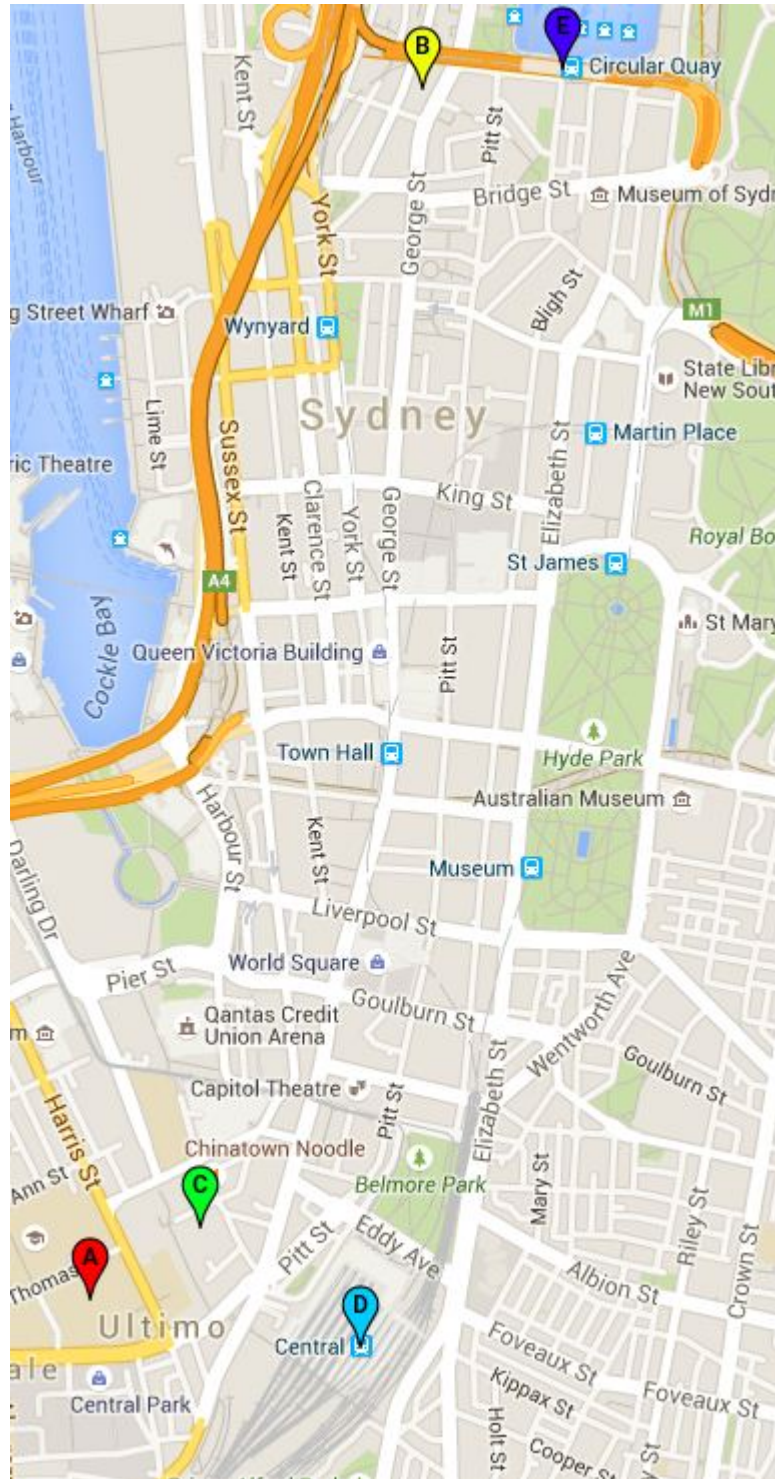 B
E
Kent St
Circular Quay
Harbour
Pitt St
Bridge St
Museum of Sydn
George St
York St
Bligh St
g Street Wharf
M1
Wynyard
State Libr
New Sout
Sydney
Lime St
Martin Place
ric Theatre
Sussex St
Elizabeth St
King St
Clarence St
Kent St
York St
George St
Royal Bo
St James
A4
Cockle Bay
St Mary
Queen Victoria Building
Pitt St
Town Hall
Hyde Park
Australian Museum
Harbour St
Kent St
Darling Dr
Museum
Liverpool St
World Square
Pier St
Wentworth Ave
Goulburn St
Qantas Credit
Union Arena
m
Elizabeth St
Goulburn St
Capitol Theatre
Pitt St
Harris St
Chinatown Noodle
Mary St
Ann St
Belmore Park
C
Riley St
Eddy Ave
Pitt St
Crown St
A
Thomas
Albion St
D
Ultimo
Central
Foveaux St
ale
Kippax St
Foveaux St
Central Park
Holt St
Cooper St